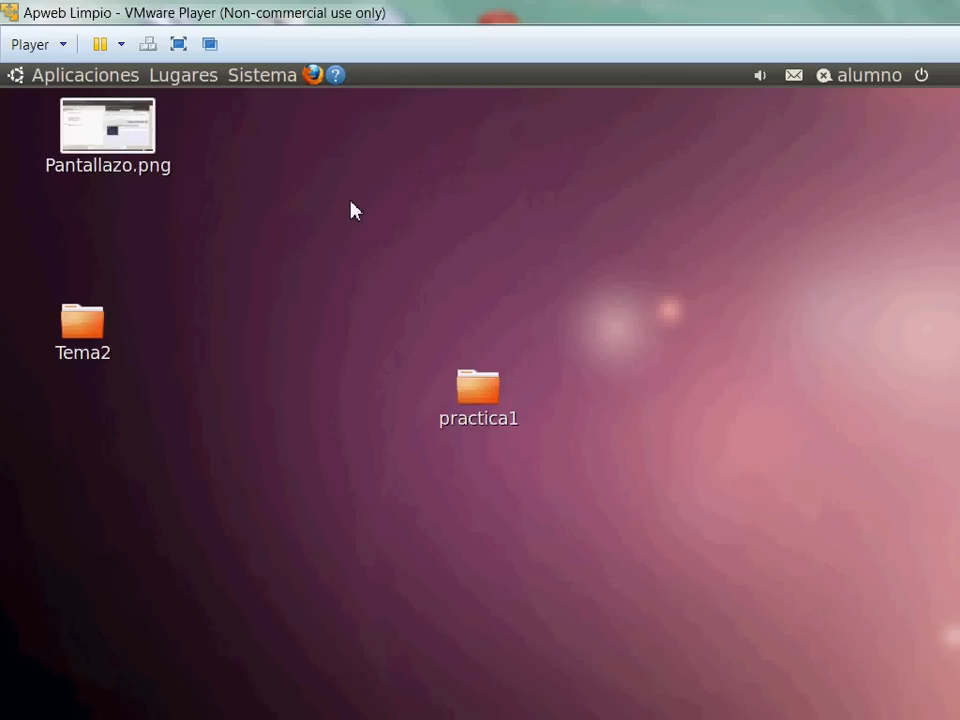 Apweb Limpio - VMware Player (Non-commercial use only)
Player
Aplicaciones Lugares Sistema ? alumno
Pantallazo.png
Tema2
practica1